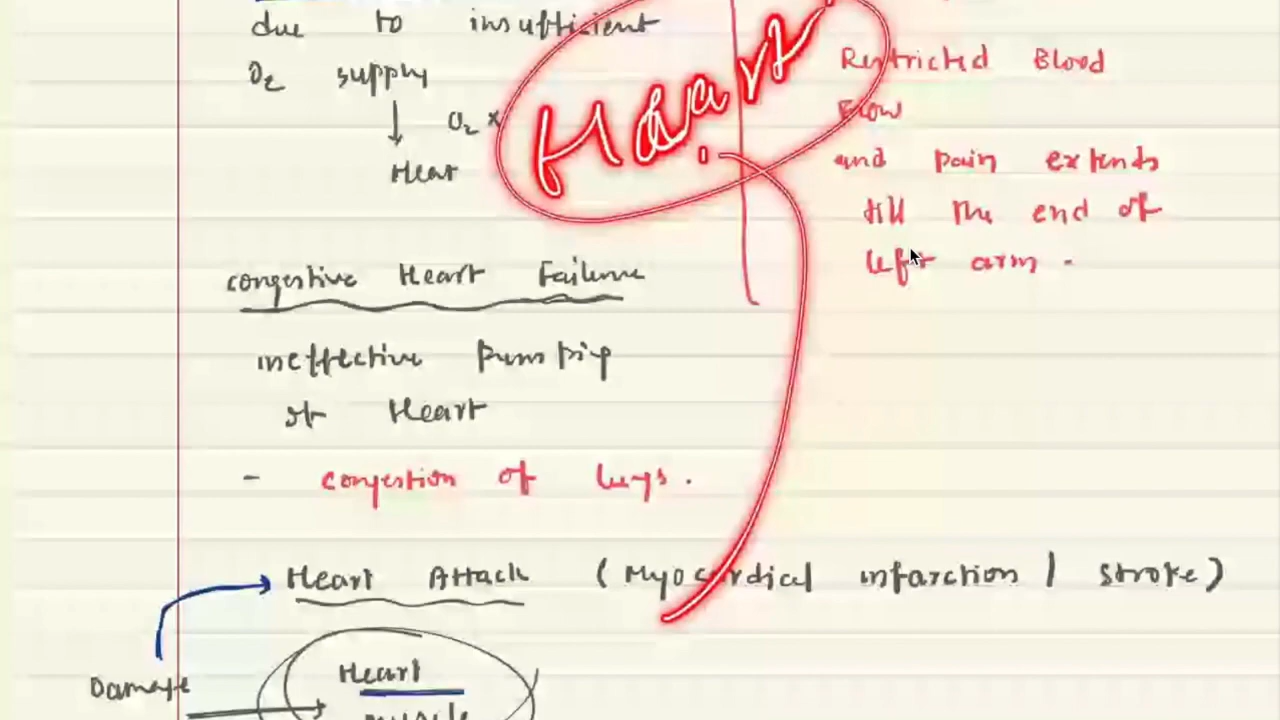 due to insufficient
O2 supply
O2 x
Heart
Restricted Blood
Flow
and pain extends
till the end of
left arm.
congestive Heart Failure
ineffective Pumping
of Heart
- congestion of lungs.
Heart Attack (Myocardial infarction / stroke)
Damage
Heart
muscle